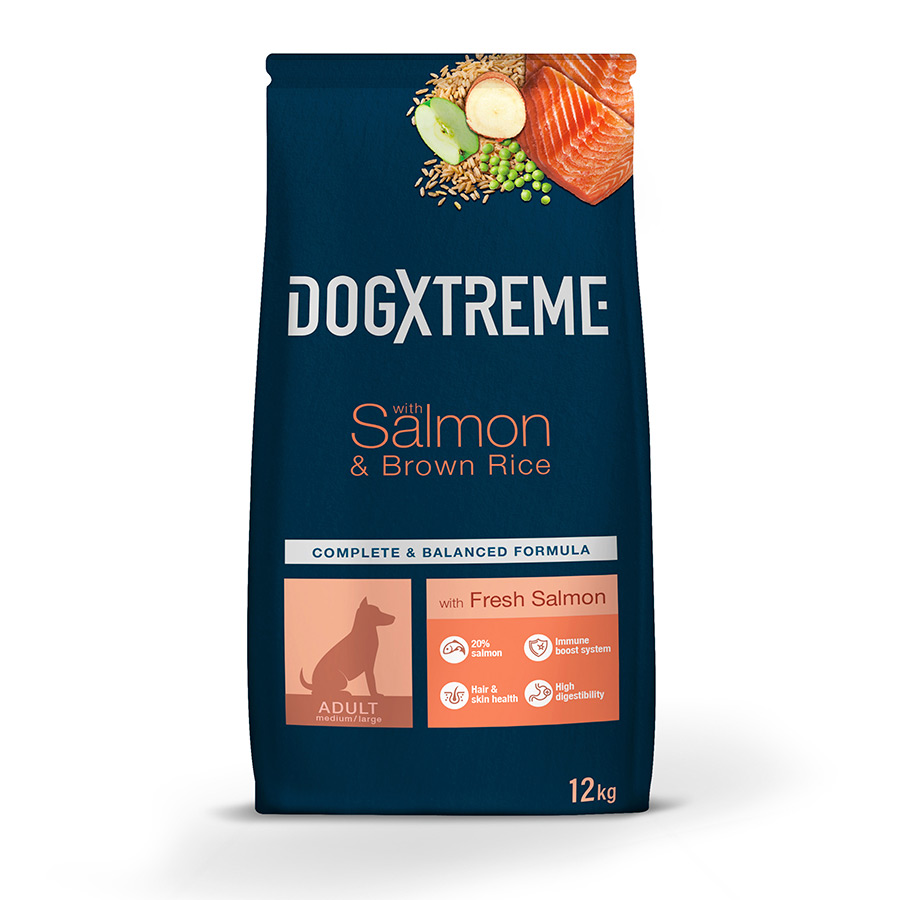 DOGXTREME
with
Salmon
& Brown Rice
COMPLETE & BALANCED FORMULA
ADULT
medium/large
with Fresh Salmon
20%
salmon
Immune
boost system
Hair &
skin health
High
digestibility
12kg